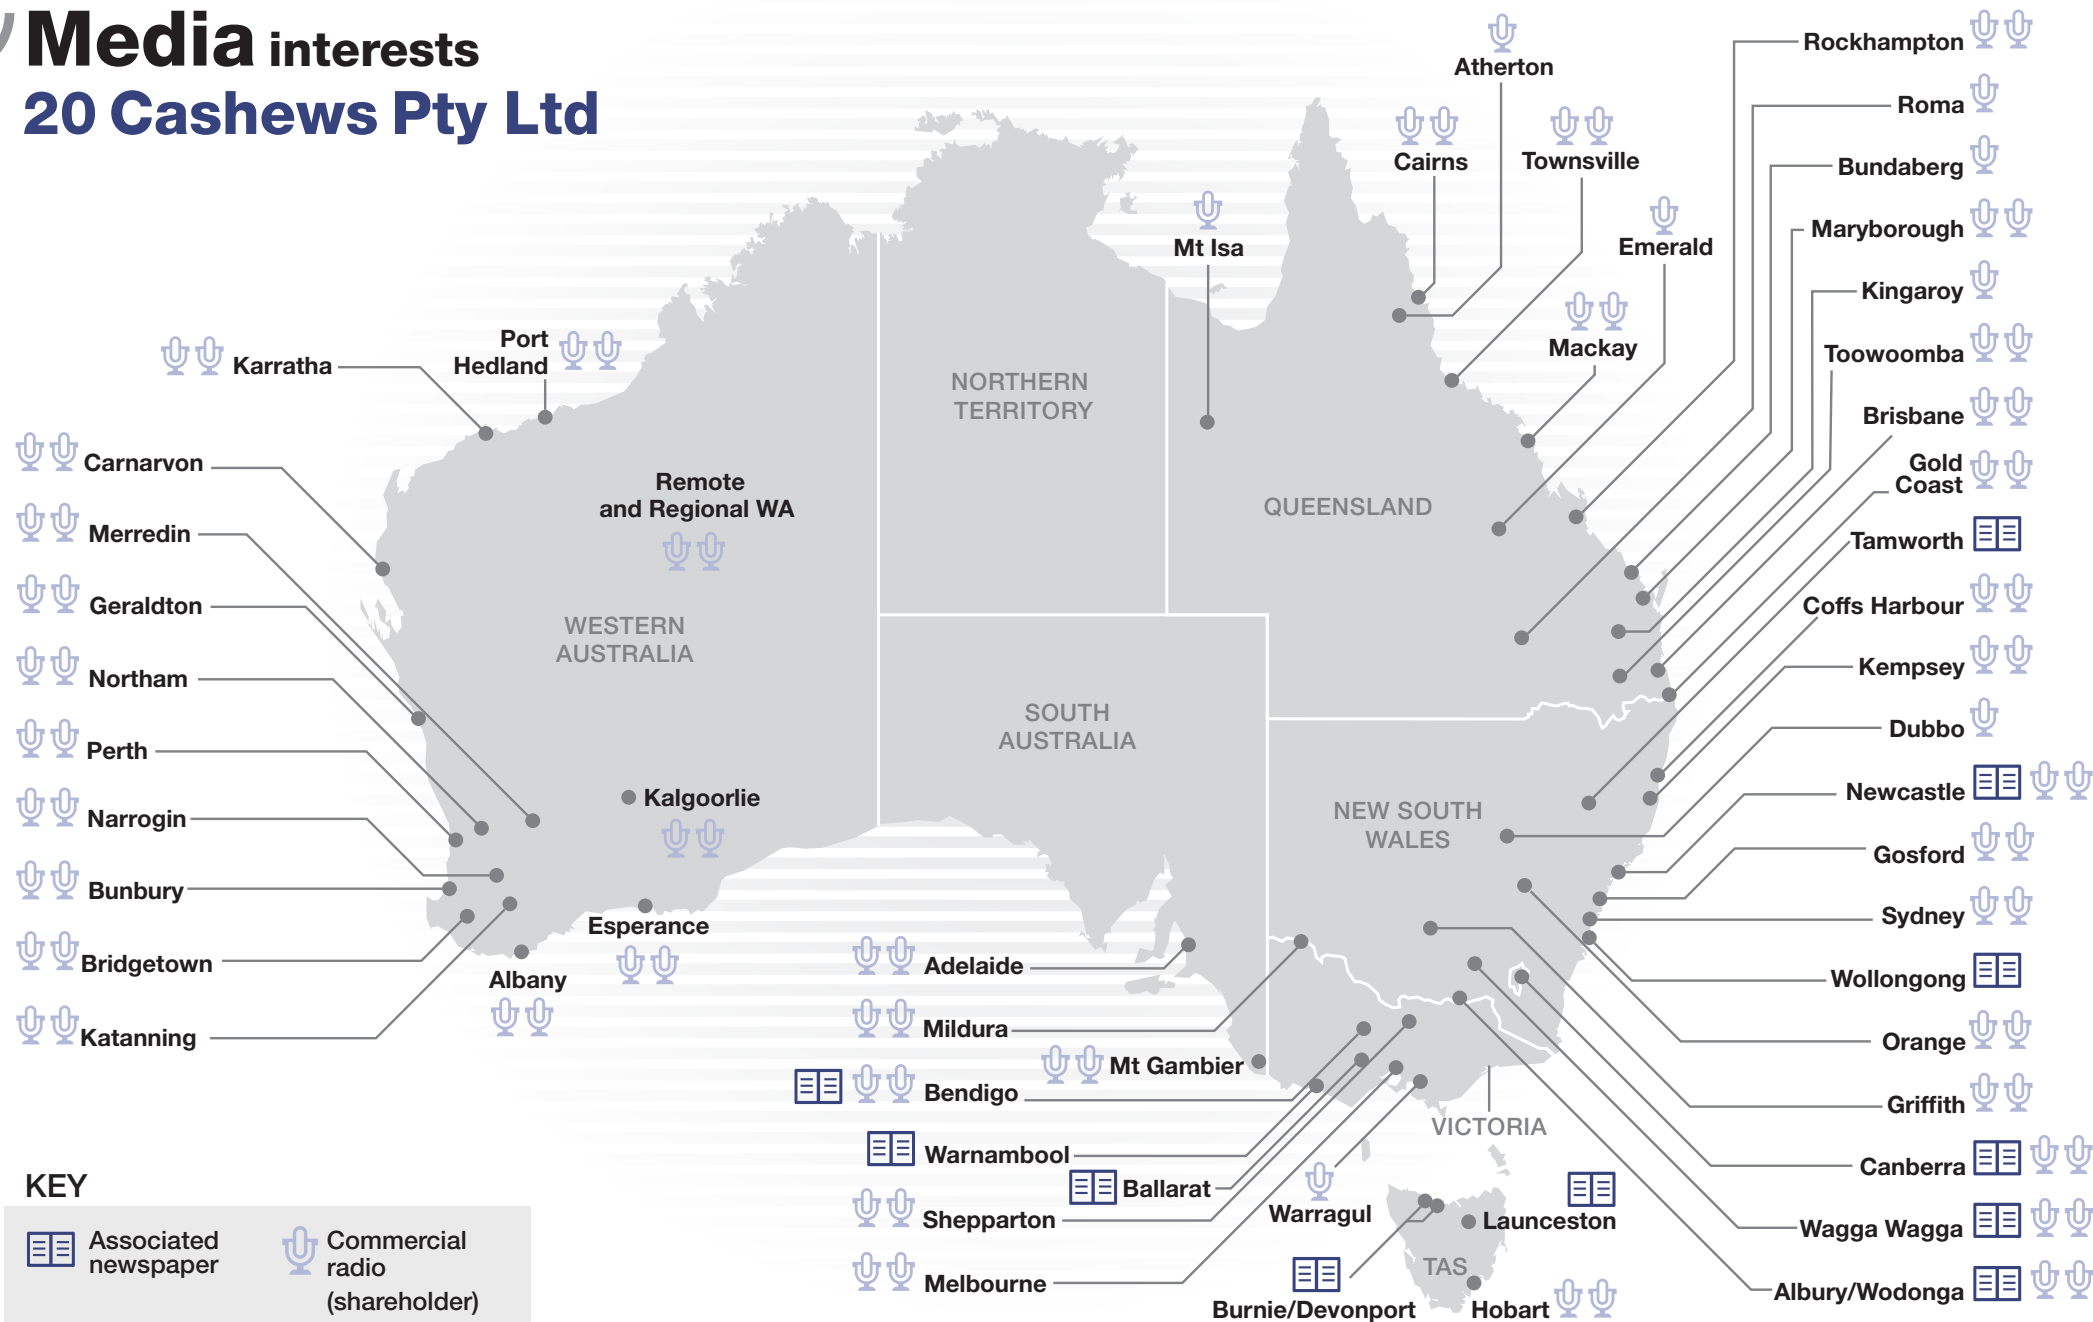 Media interests
20 Cashews Pty Ltd
Atherton
Cairns
Townsville
Mt Isa
Emerald
Mackay
Rockhampton
Roma
Bundaberg
Maryborough
Kingaroy
Toowoomba
Brisbane
Gold
Coast
Tamworth
Coffs Harbour
Kempsey
Dubbo
Newcastle
Gosford
Sydney
Wollongong
Orange
Griffith
Canberra
Wagga Wagga
Albury/Wodonga
Port
Hedland
Karratha
Carnarvon
Merredin
Geraldton
Northam
Perth
Narrogin
Bunbury
Bridgetown
Katanning
Remote
and Regional WA
WESTERN
AUSTRALIA
NORTHERN
TERRITORY
QUEENSLAND
SOUTH
AUSTRALIA
NEW SOUTH
WALES
Kalgoorlie
Esperance
Albany
Adelaide
Mildura
Mt Gambier
Bendigo
Warnambool
Ballarat
Shepparton
Melbourne
VICTORIA
Warragul
Launceston
TAS
Burnie/Devonport
Hobart
KEY
Associated
newspaper
Commercial
radio
(shareholder)